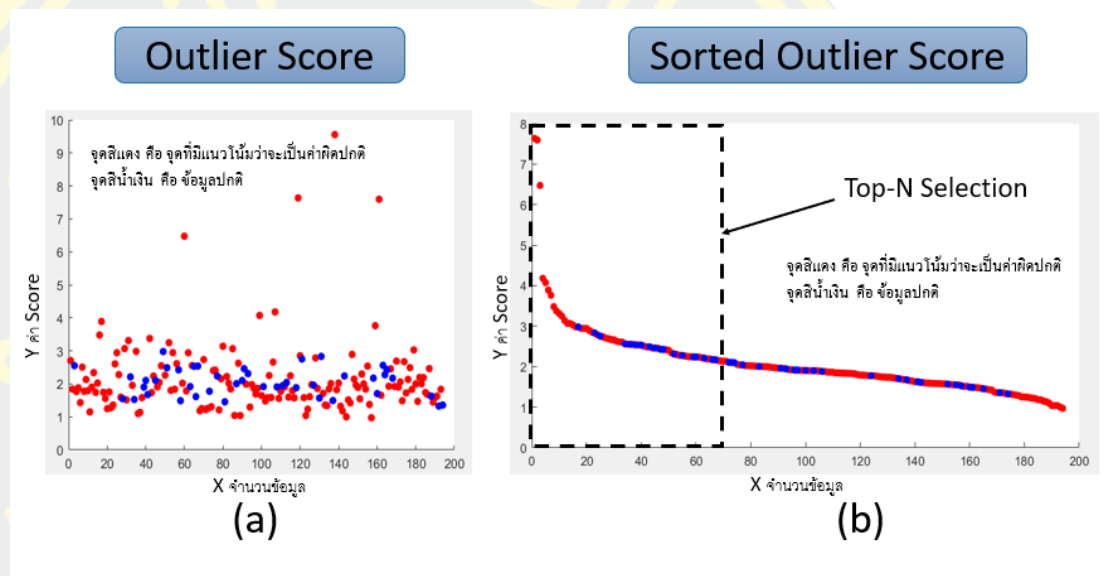 Outlier Score
10
9
8
7
6
5
4
3
2
1
0
จุดสีแดง คือ จุดที่มีแนวโน้มว่าจะเป็นค่าผิดปกติ
จุดสีน้ำเงิน คือ ข้อมูลปกติ
Y ค่า Score
0 20 40 60 80 100 120 140 160 180 200
X จำนวนข้อมูล
(a)
Sorted Outlier Score
8
7
6
5
4
3
2
1
0
Top-N Selection
จุดสีแดง คือ จุดที่มีแนวโน้มว่าจะเป็นค่าผิดปกติ
จุดสีน้ำเงิน คือ ข้อมูลปกติ
Y ค่า Score
0 20 40 60 80 100 120 140 160 180 200
X จำนวนข้อมูล
(b)